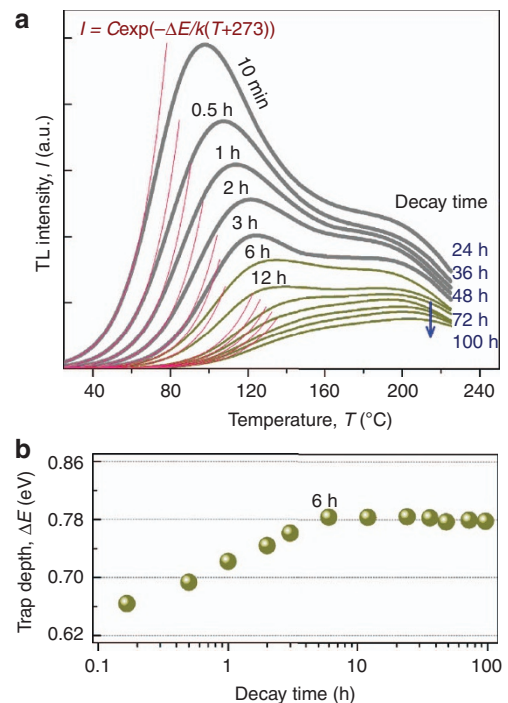 a
I = Cexp(–ΔE/k(T+273))
10 min
0.5 h
1 h
2 h
3 h
6 h
12 h
Decay time
24 h
36 h
48 h
72 h
100 h
TL intensity, I (a.u.)
40 80 120 160 200 240
Temperature, T (°C)
b
0.86
0.78
0.70
0.62
6 h
Trap depth, ΔE (eV)
0.1 1 10 100
Decay time (h)